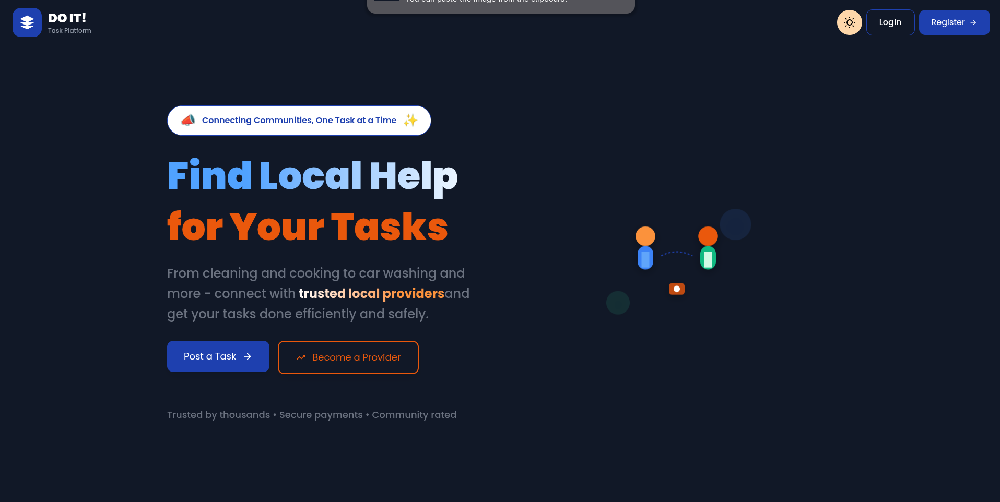 You can paste the image from the clipboard.
DO IT!
Task Platform
Login
Register
Connecting Communities, One Task at a Time
Find Local Help
for Your Tasks
From cleaning and cooking to car washing and
more - connect with trusted local providersand
get your tasks done efficiently and safely.
Post a Task
Become a Provider
Trusted by thousands • Secure payments • Community rated